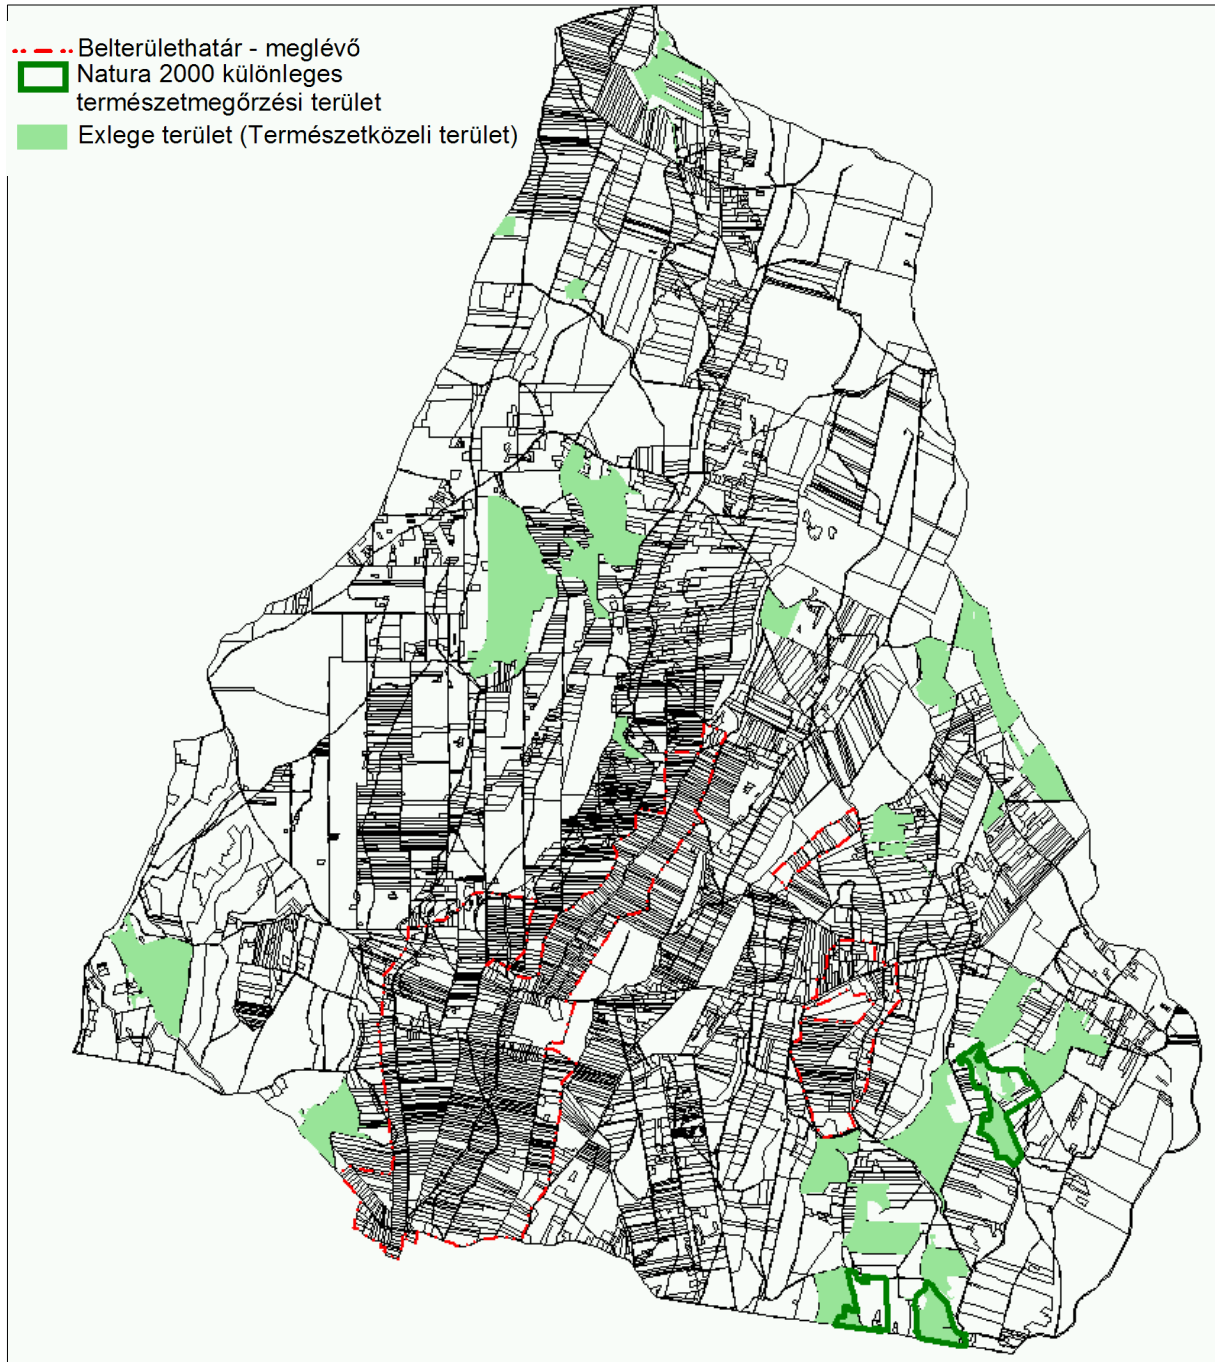 Belterülethatár - meglévő
Natura 2000 különleges
természetmegőrzési terület
Exlege terület (Természetközeli terület)